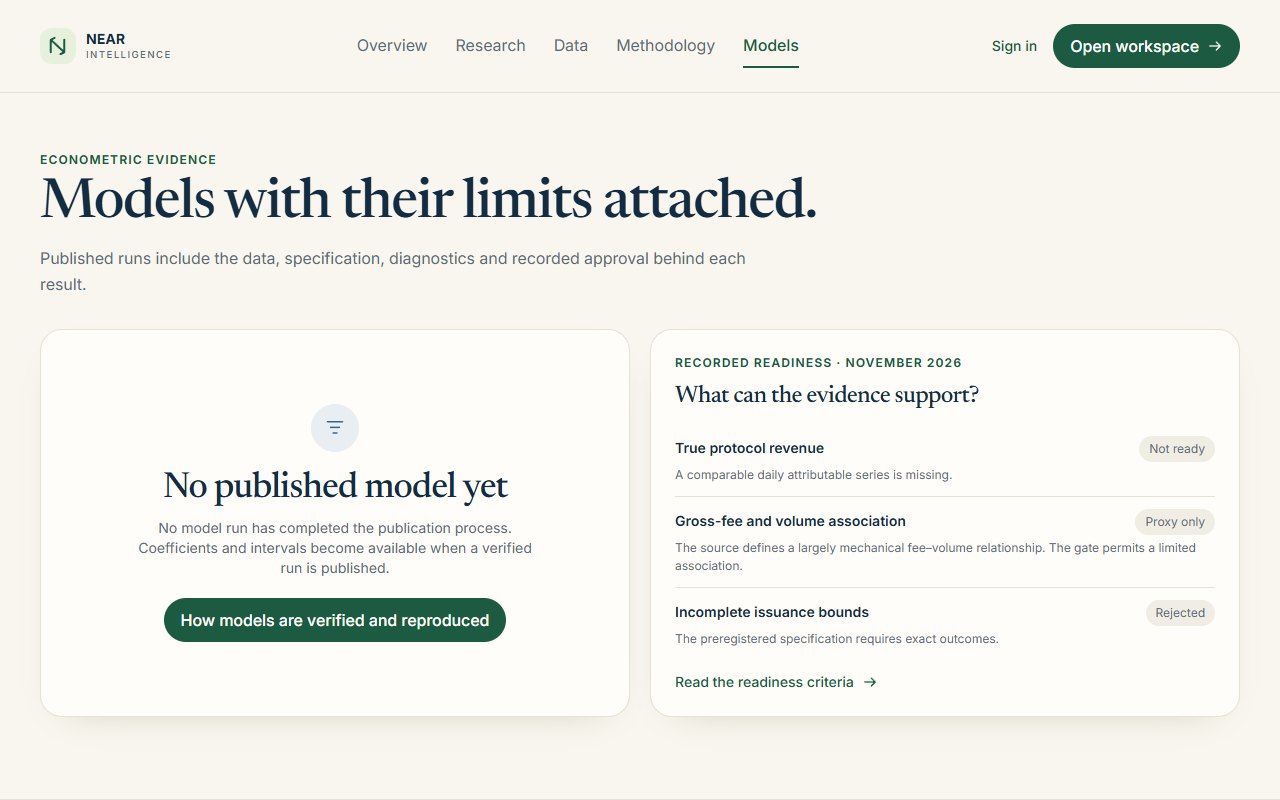 NEAR
INTELLIGENCE
Overview
Research
Data
Methodology
Models
Sign in
Open workspace →
ECONOMETRIC EVIDENCE
Models with their limits attached.
Published runs include the data, specification, diagnostics and recorded approval behind each
result.
No published model yet
No model run has completed the publication process.
Coefficients and intervals become available when a verified
run is published.
How models are verified and reproduced
RECORDED READINESS · NOVEMBER 2026
What can the evidence support?
True protocol revenue
Not ready
A comparable daily attributable series is missing.
Gross-fee and volume association
Proxy only
The source defines a largely mechanical fee–volume relationship. The gate permits a limited
association.
Incomplete issuance bounds
Rejected
The preregistered specification requires exact outcomes.
Read the readiness criteria →